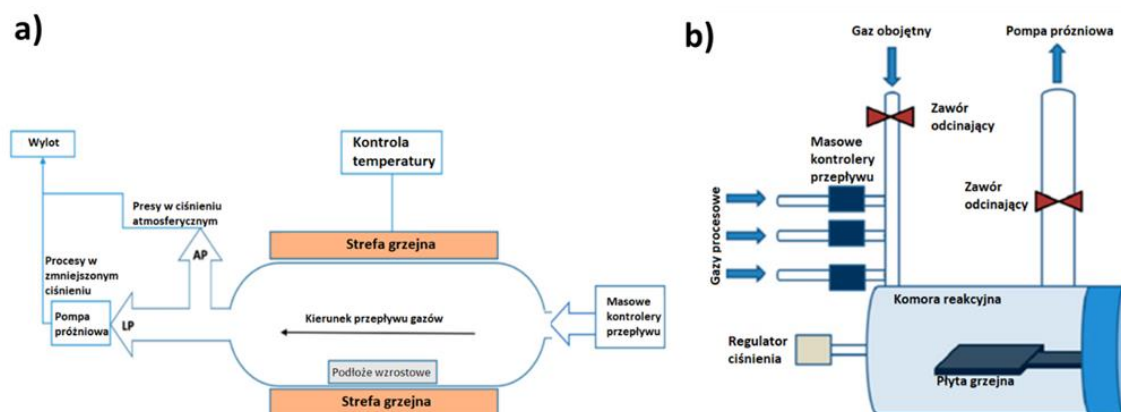 a)
Wylot
Kontrola
temperatury
Presy w ciśnieniu
atmosferycznym
AP
Strefa grzejna
Procesy w
zmniejszonym
ciśnieniu
Pompa
próżniowa
LP
Kierunek przepływu gazów
Masowe
kontrolery
przepływu
Podłoże wzrostowe
Strefa grzejna
b)
Gaz obojętny
Pompa próżniowa
Zawór
odcinający
Masowe
kontrolery
przepływu
Zawór
odcinający
Gazy procesowe
Komora reakcyjna
Regulator
ciśnienia
Płyta grzejna